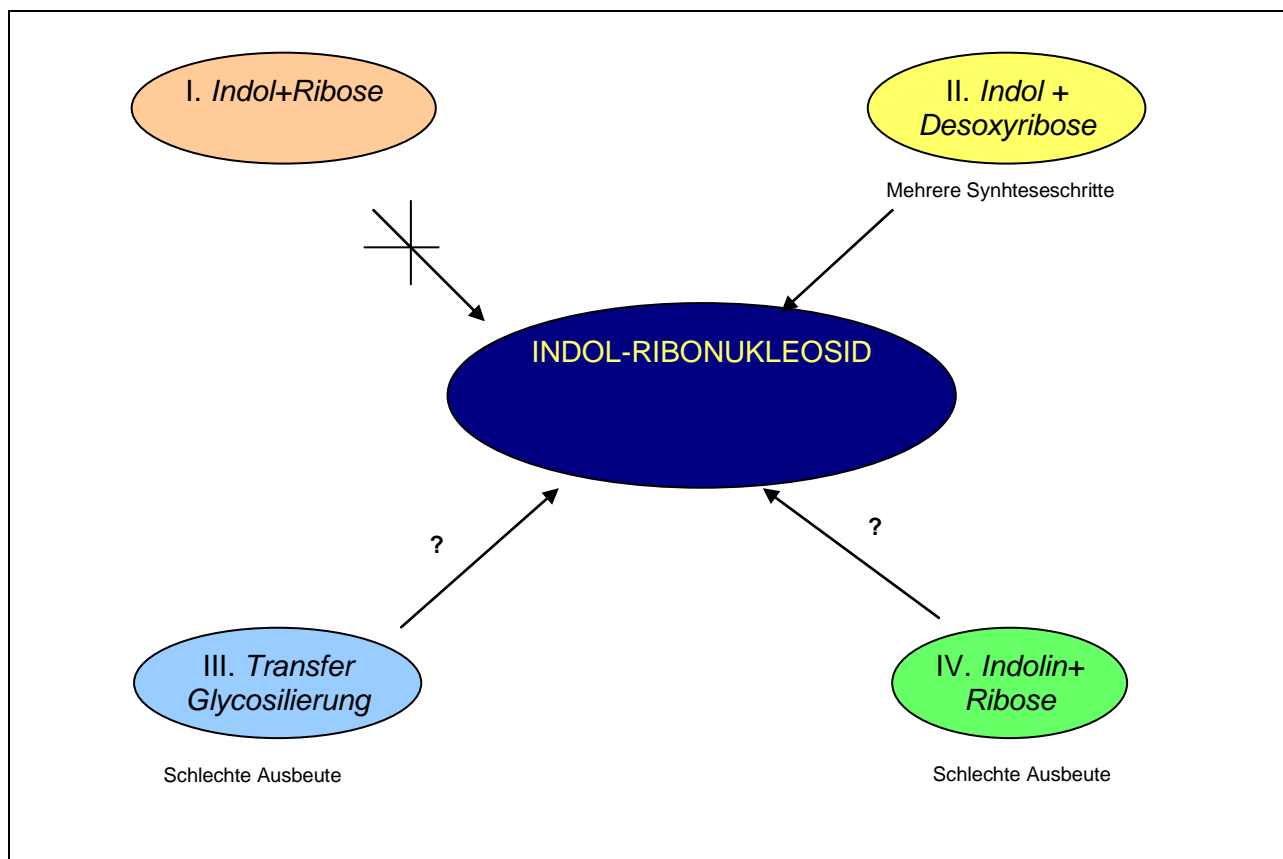 I. Indol+Ribose
II. Indol +
Desoxyribose
Mehrere Synhteseschritte
INDOL-RIBONUKLEOSID
?
?
III. Transfer
Glycosilierung
Schlechte Ausbeute
IV. Indolin+
Ribose
Schlechte Ausbeute